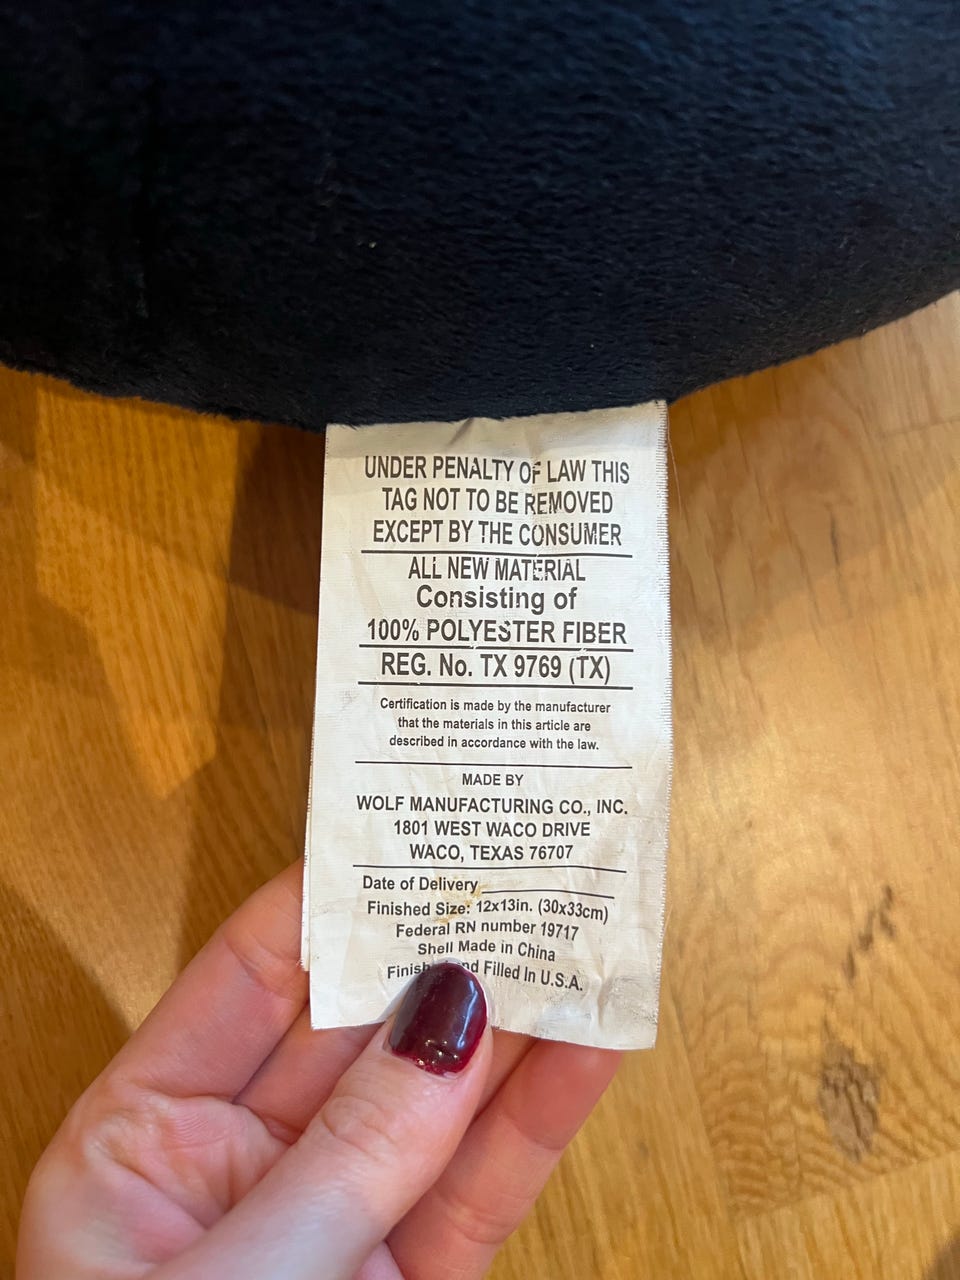 UNDER PENALTY OF LAW THIS
TAG NOT TO BE REMOVED
EXCEPT BY THE CONSUMER
ALL NEW MATERIAL
Consisting of
100% POLYESTER FIBER
REG. No. TX 9769 (TX)
Certification is made by the manufacturer
that the materials in this article are
described in accordance with the law.
MADE BY
WOLF MANUFACTURING CO., INC.
1801 WEST WACO DRIVE
WACO, TEXAS 76707
Date of Delivery
Finished Size: 12x13in. (30x33cm)
Federal RN number 19717
Shell Made in China
Filled In U.S.A.